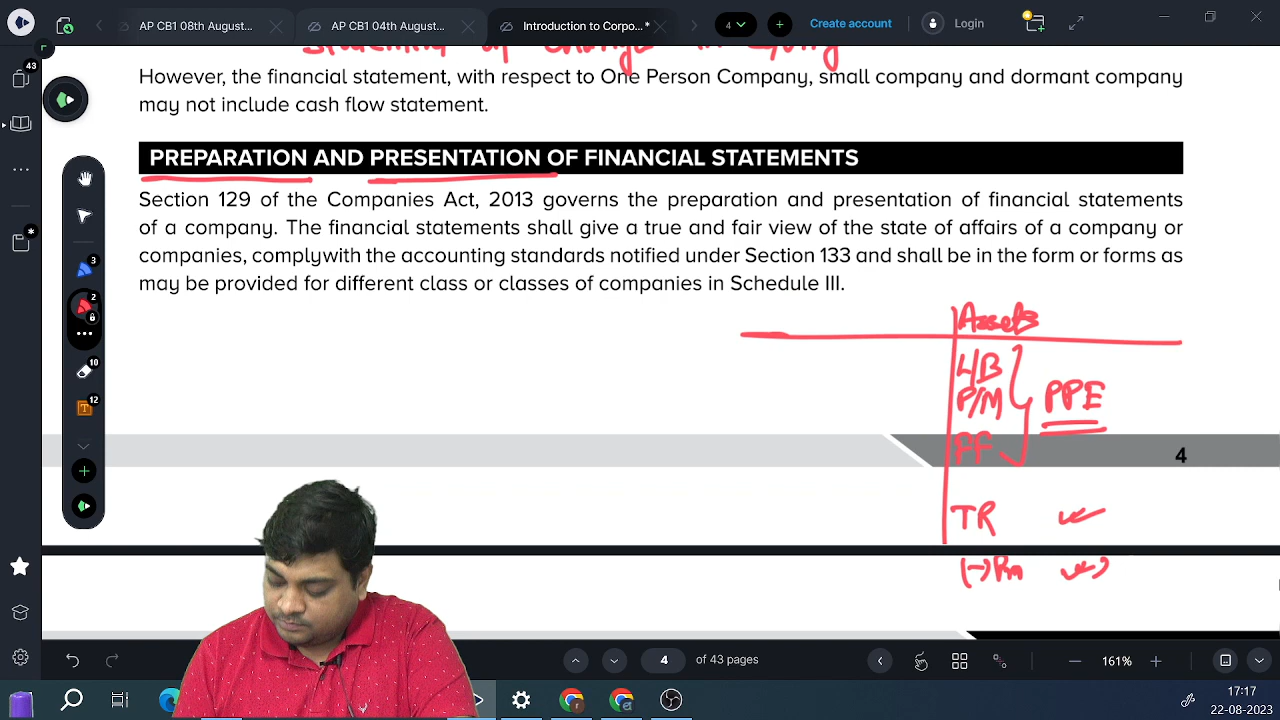 AP CB1 08th August...
AP CB1 04th August...
Introduction to Corpo... *
4
Create account
Login
43
However, the financial statement, with respect to One Person Company, small company and dormant company
may not include cash flow statement.
PREPARATION AND PRESENTATION OF FINANCIAL STATEMENTS
Section 129 of the Companies Act, 2013 governs the preparation and presentation of financial statements
of a company. The financial statements shall give a true and fair view of the state of affairs of a company or
companies, complywith the accounting standards notified under Section 133 and shall be in the form or forms as
may be provided for different class or classes of companies in Schedule III.
3
2
10
12
Assets
L/B
P/M
PPE
FF
4
TR
4
of 43 pages
161%
17:17
22-08-2023